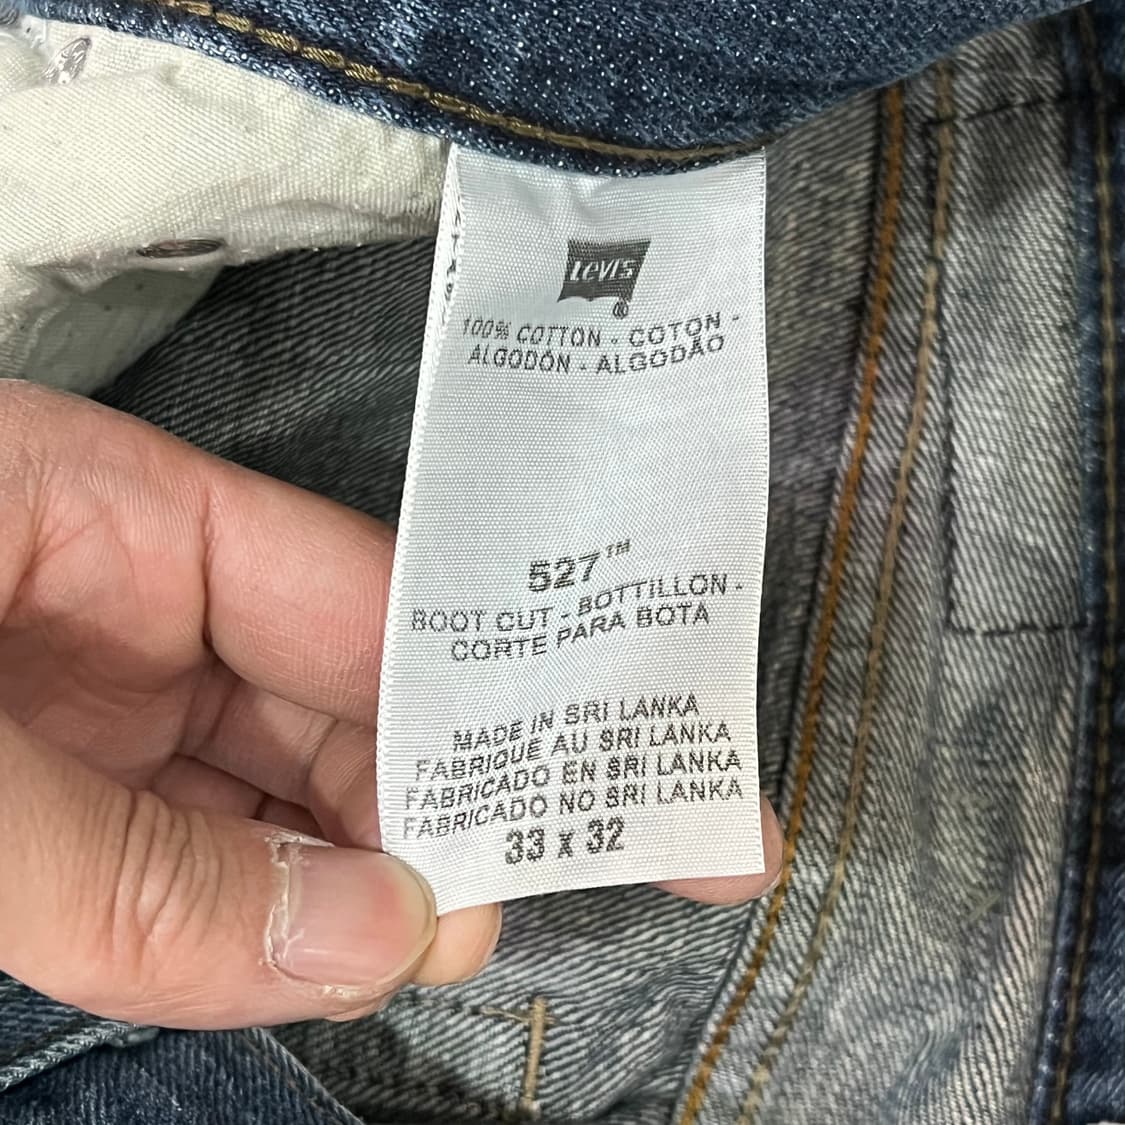 Levi's
®
100% COTTON - COTON -
ALGODÓN - ALGODÃO
527™
BOOT CUT - BOTTILLON -
CORTE PARA BOTA
MADE IN SRI LANKA
FABRIQUÉ AU SRI LANKA
FABRICADO EN SRI LANKA
FABRICADO NO SRI LANKA
33 x 32